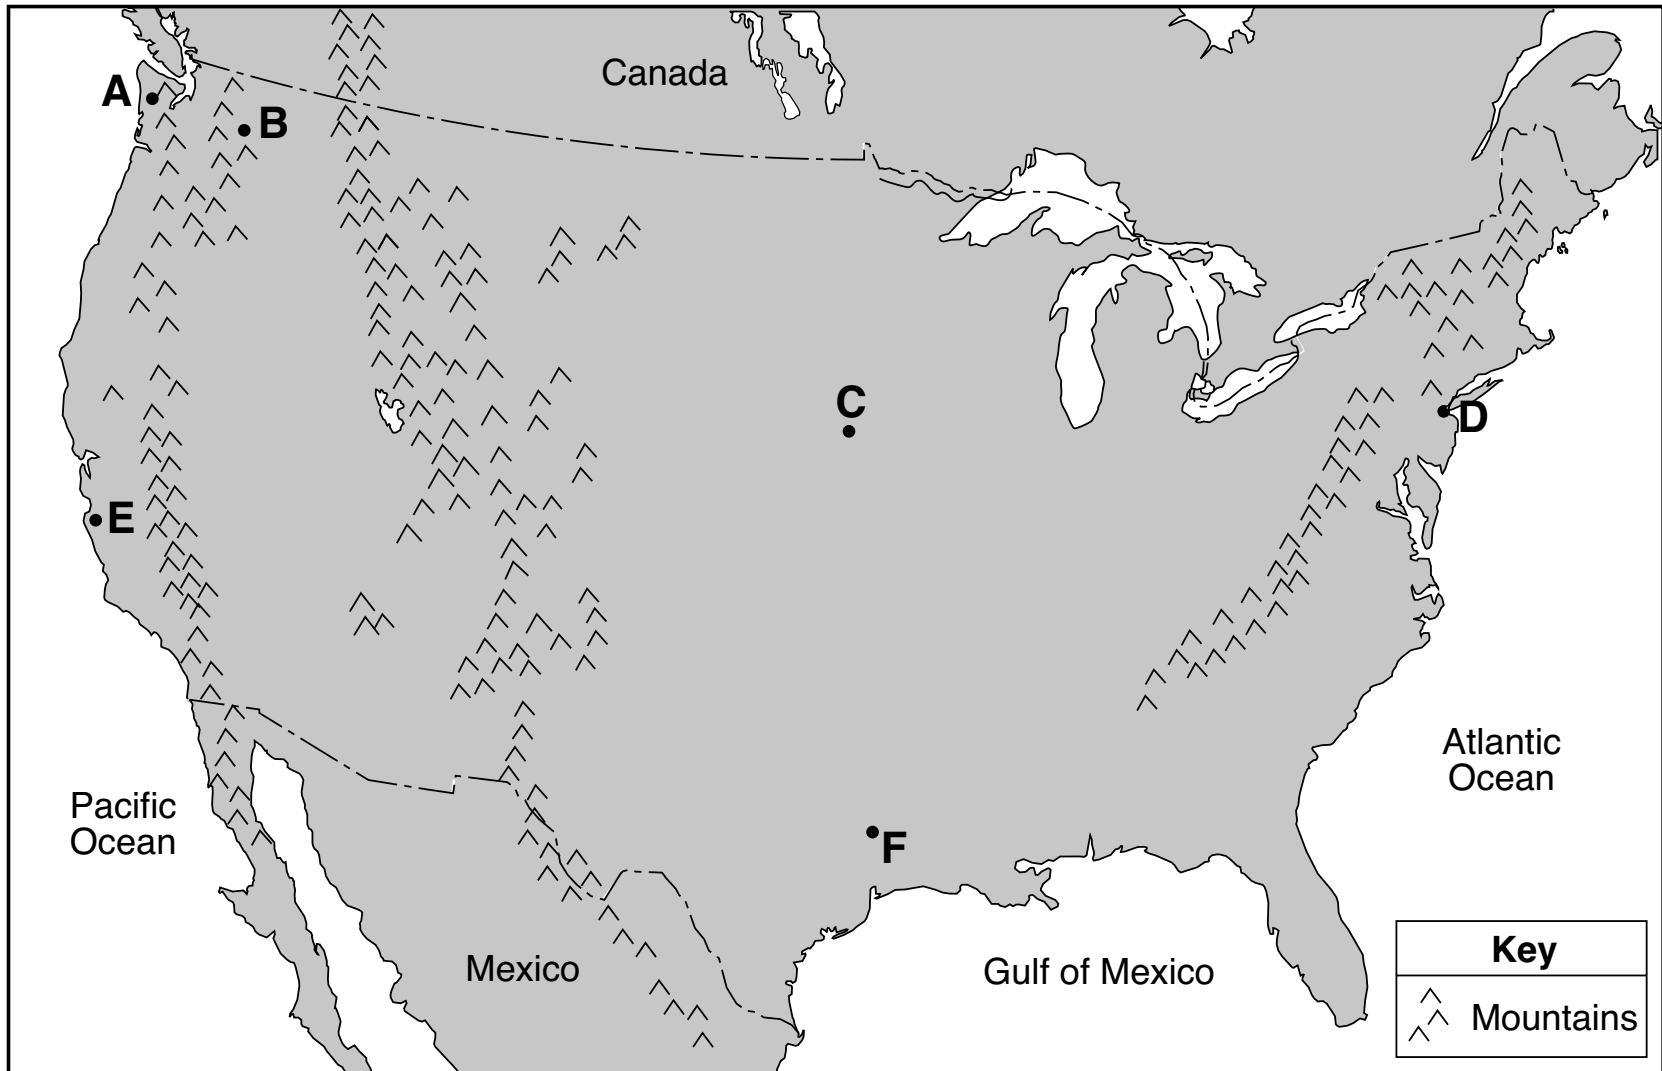 Canada
A
B
C
D
E
F
Pacific
Ocean
Atlantic
Ocean
Mexico
Gulf of Mexico
Key
Mountains